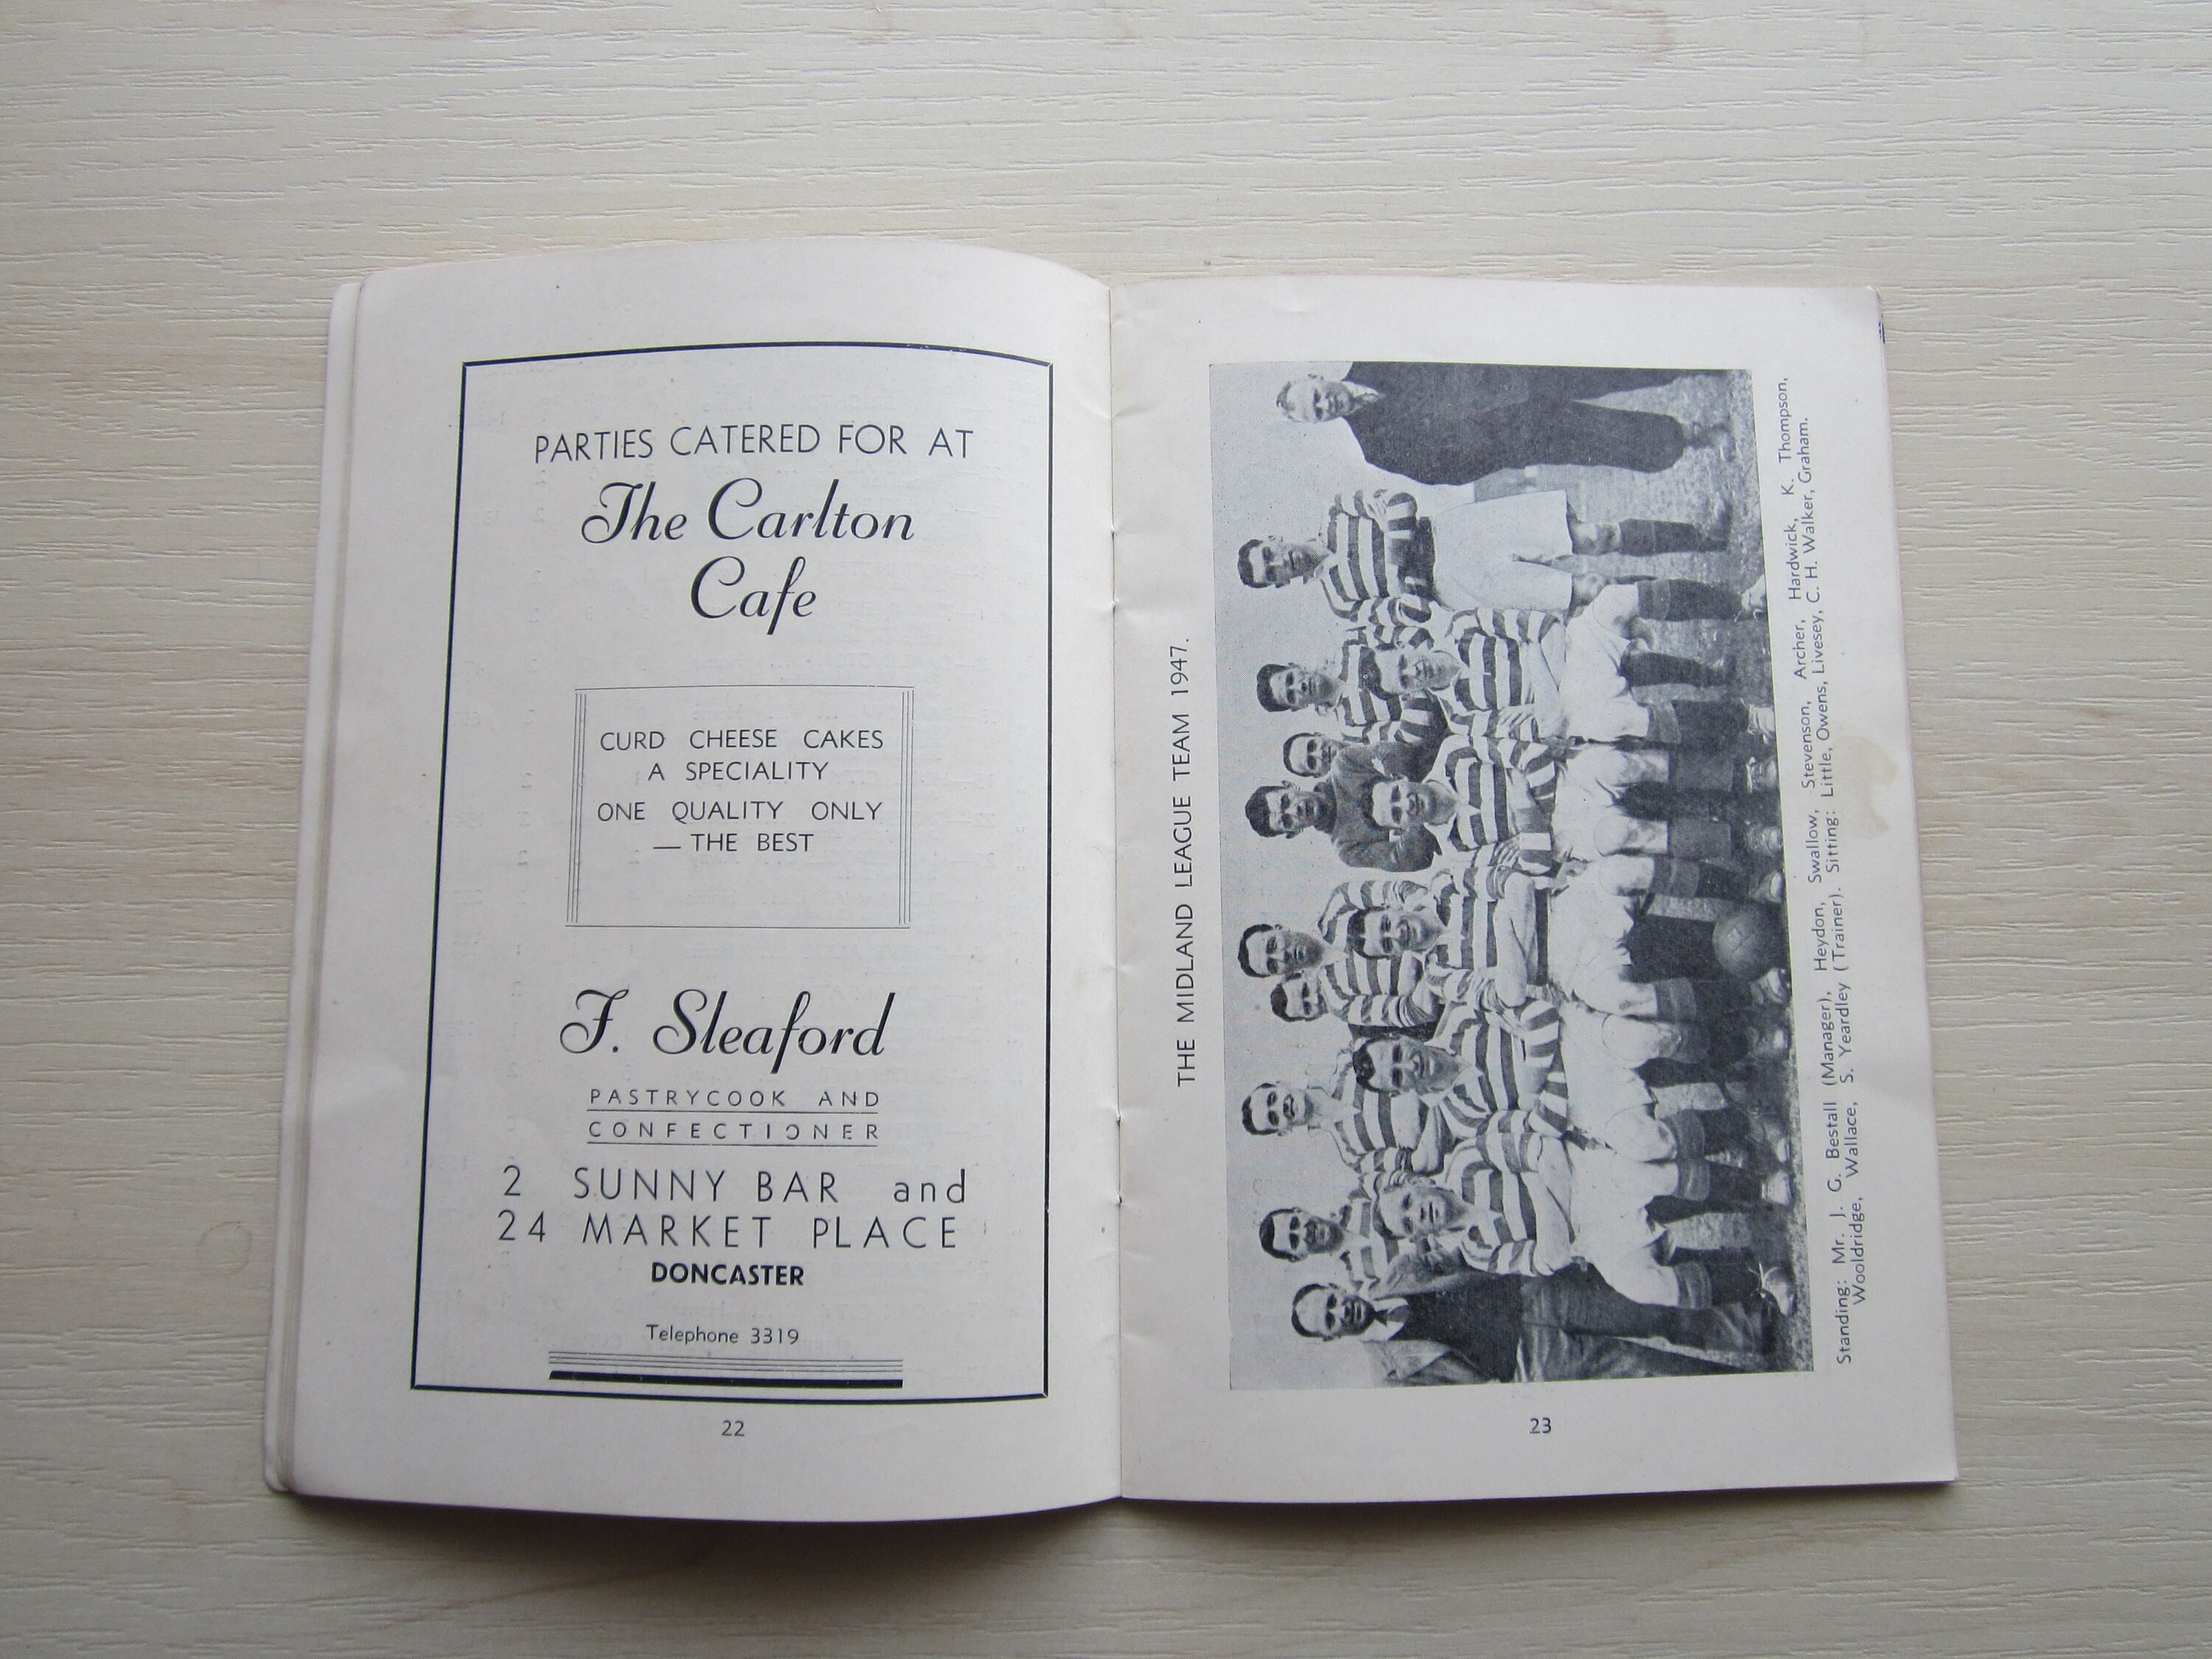 PARTIES CATERED FOR AT
The Carlton
Cafe
CURD CHEESE CAKES
A SPECIALITY
ONE QUALITY ONLY
— THE BEST
F. Sleaford
PASTRYCOOK AND
CONFECTIONER
2 SUNNY BAR and
24 MARKET PLACE
DONCASTER
Telephone 3319
22
THE MIDLAND LEAGUE TEAM 1947.
Standing: Mr. J. G. Bestall (Manager), Heydon, Swallow, Stevenson, Archer, Hardwick, K. Thompson,
Wooldridge, Wallace, S. Yeardley (Trainer). Sitting: Little, Owens, Livesey, C. H. Walker, Graham.
23